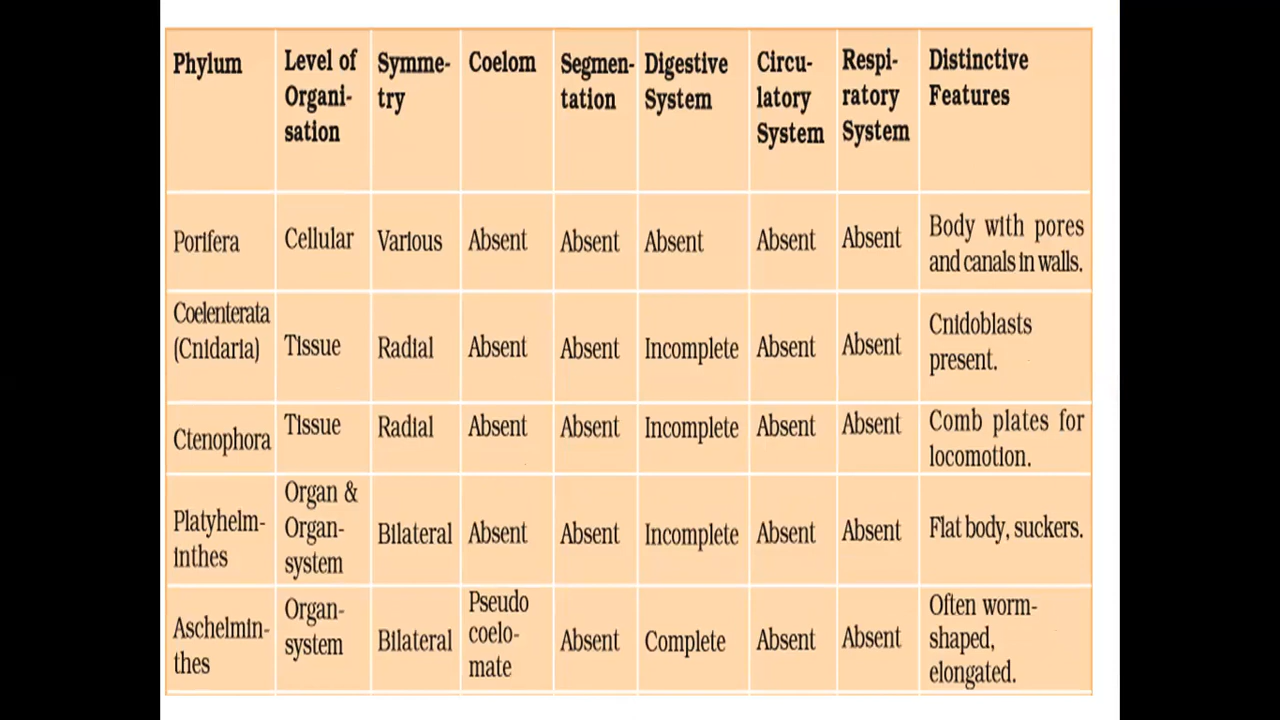 Phylum
Level of
Organi-
sation
Symme-
try
Coelom
Segmen-
tation
Digestive
System
Circu-
latory
System
Respi-
ratory
System
Distinctive
Features
Porifera
Cellular
Various
Absent
Absent
Absent
Absent
Absent
Body with pores
and canals in walls.
Coelenterata
(Cnidaria)
Tissue
Radial
Absent
Absent
Incomplete
Absent
Absent
Cnidoblasts
present.
Ctenophora
Tissue
Radial
Absent
Absent
Incomplete
Absent
Absent
Comb plates for
locomotion.
Platyhelm-
inthes
Organ &
Organ-
system
Bilateral
Absent
Absent
Incomplete
Absent
Absent
Flat body, suckers.
Aschelmin-
thes
Organ-
system
Bilateral
Pseudo
coelo-
mate
Absent
Complete
Absent
Absent
Often worm-
shaped,
elongated.